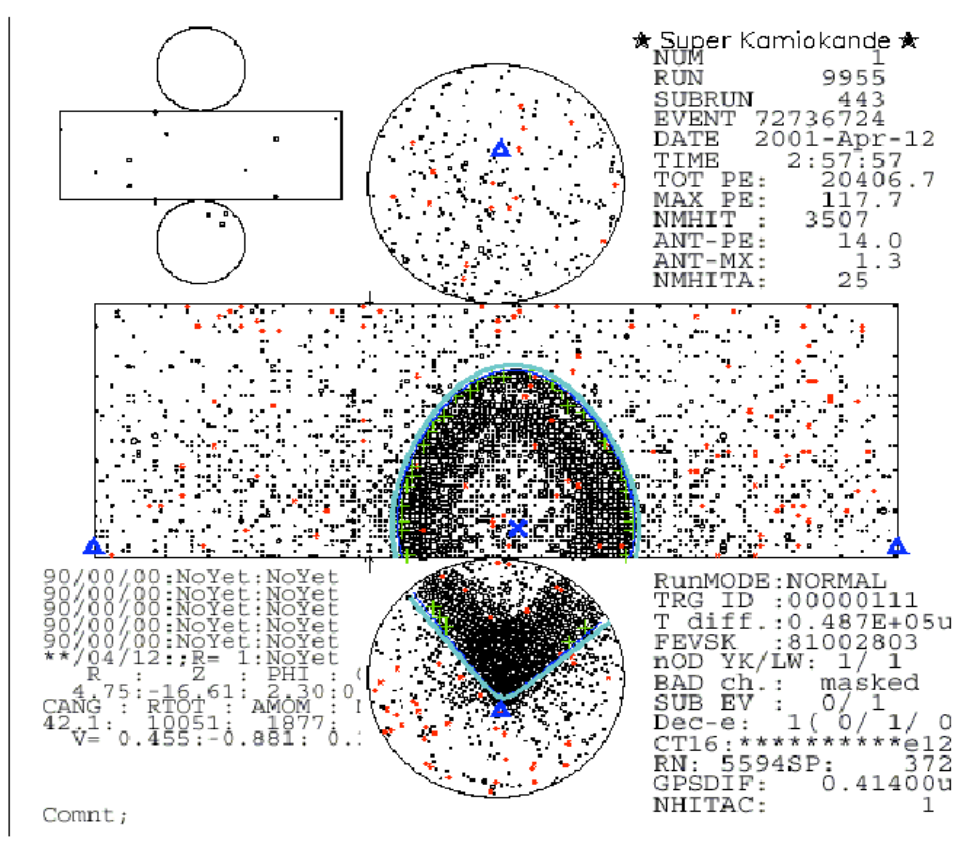 ★ Super Kamiokande ★
NUM 1
RUN 9955
SUBRUN 443
EVENT 72736724
DATE 2001-Apr-12
TIME 2:57:57
TOT PE: 20406.7
MAX PE: 117.7
NMHIT : 3507
ANT-PE: 14.0
ANT-MX: 1.3
NMHITA: 25
90/00/00:NoYet:NoYet
90/00/00:NoYet:NoYet
90/00/00:NoYet:NoYet
90/00/00:NoYet:NoYet
90/00/00:NoYet:NoYet
**/04/12:;R= 1:NoYet
R : Z : PHI : (
4.75:-16.61: 2.30:0
CANG : RTOT : AMOM :
42.1: 10051: 1877:
V= 0.455:-0.881: 0.
Comnt;
RunMODE:NORMAL
TRG ID :00000111
T diff.:0.487E+05u
FEVSK :81002803
nOD YK/LW: 1/ 1
BAD ch.: masked
SUB EV : 0/ 1
Dec-e: 1( 0/ 1/ 0
CT16:**********e12
RN: 5594SP: 372
GPSDIF: 0.41400u
NHITAC: 1